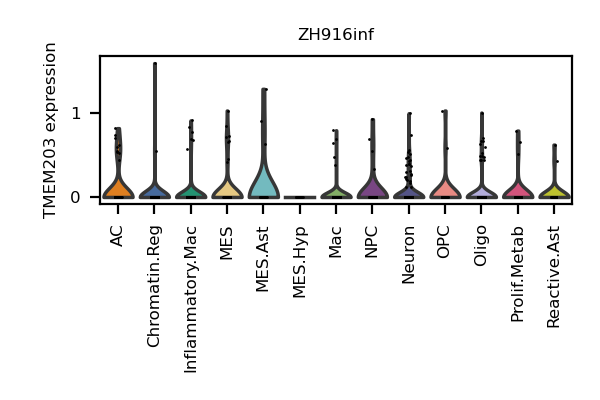 ZH916inf
TMEM203 expression
1
0
AC
Chromatin.Reg
Inflammatory.Mac
MES
MES.Ast
MES.Hyp
Mac
NPC
Neuron
OPC
Oligo
Prolif.Metab
Reactive.Ast